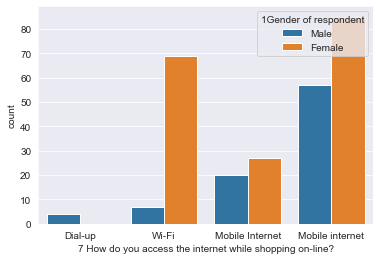 1Gender of respondent
Male
Female
80
70
60
50
40
30
20
10
0
count
Dial-up
Wi-Fi
Mobile Internet
Mobile internet
7 How do you access the internet while shopping on-line?